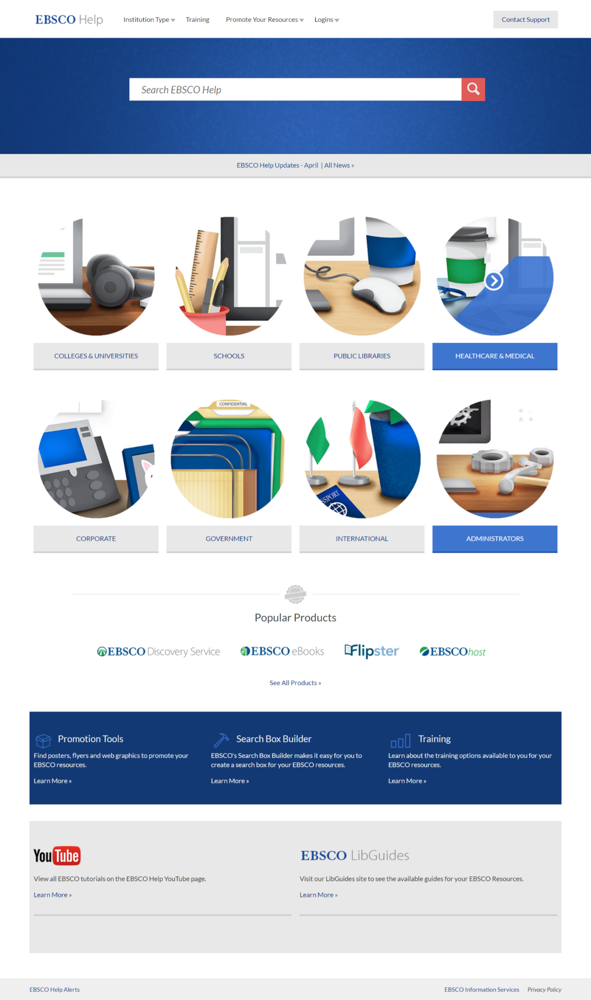 EBSCO Help
Institution Type
Training
Promote Your Resources
Logins
Contact Support
Search EBSCO Help
EBSCO Help Updates - April | All News »
COLLEGES & UNIVERSITIES
SCHOOLS
PUBLIC LIBRARIES
HEALTHCARE & MEDICAL
CONFIDENTIAL
SSPORT
CORPORATE
GOVERNMENT
INTERNATIONAL
ADMINISTRATORS
Popular Products
EBSCO Discovery Service
EBSCO eBooks
Flipster
EBSCOhost
See All Products »
Promotion Tools
Find posters, flyers and web graphics to promote your
EBSCO resources.
Learn More »
Search Box Builder
EBSCO's Search Box Builder makes it easy for you to
create a search box for your EBSCO resources.
Learn More »
Training
Learn about the training options available to you for your
EBSCO resources.
Learn More »
YouTube
View all EBSCO tutorials on the EBSCO Help YouTube page.
Learn More »
EBSCO LibGuides
Visit our LibGuides site to see the available guides for your EBSCO Resources.
Learn More »
EBSCO Help Alerts
EBSCO Information Services
Privacy Policy